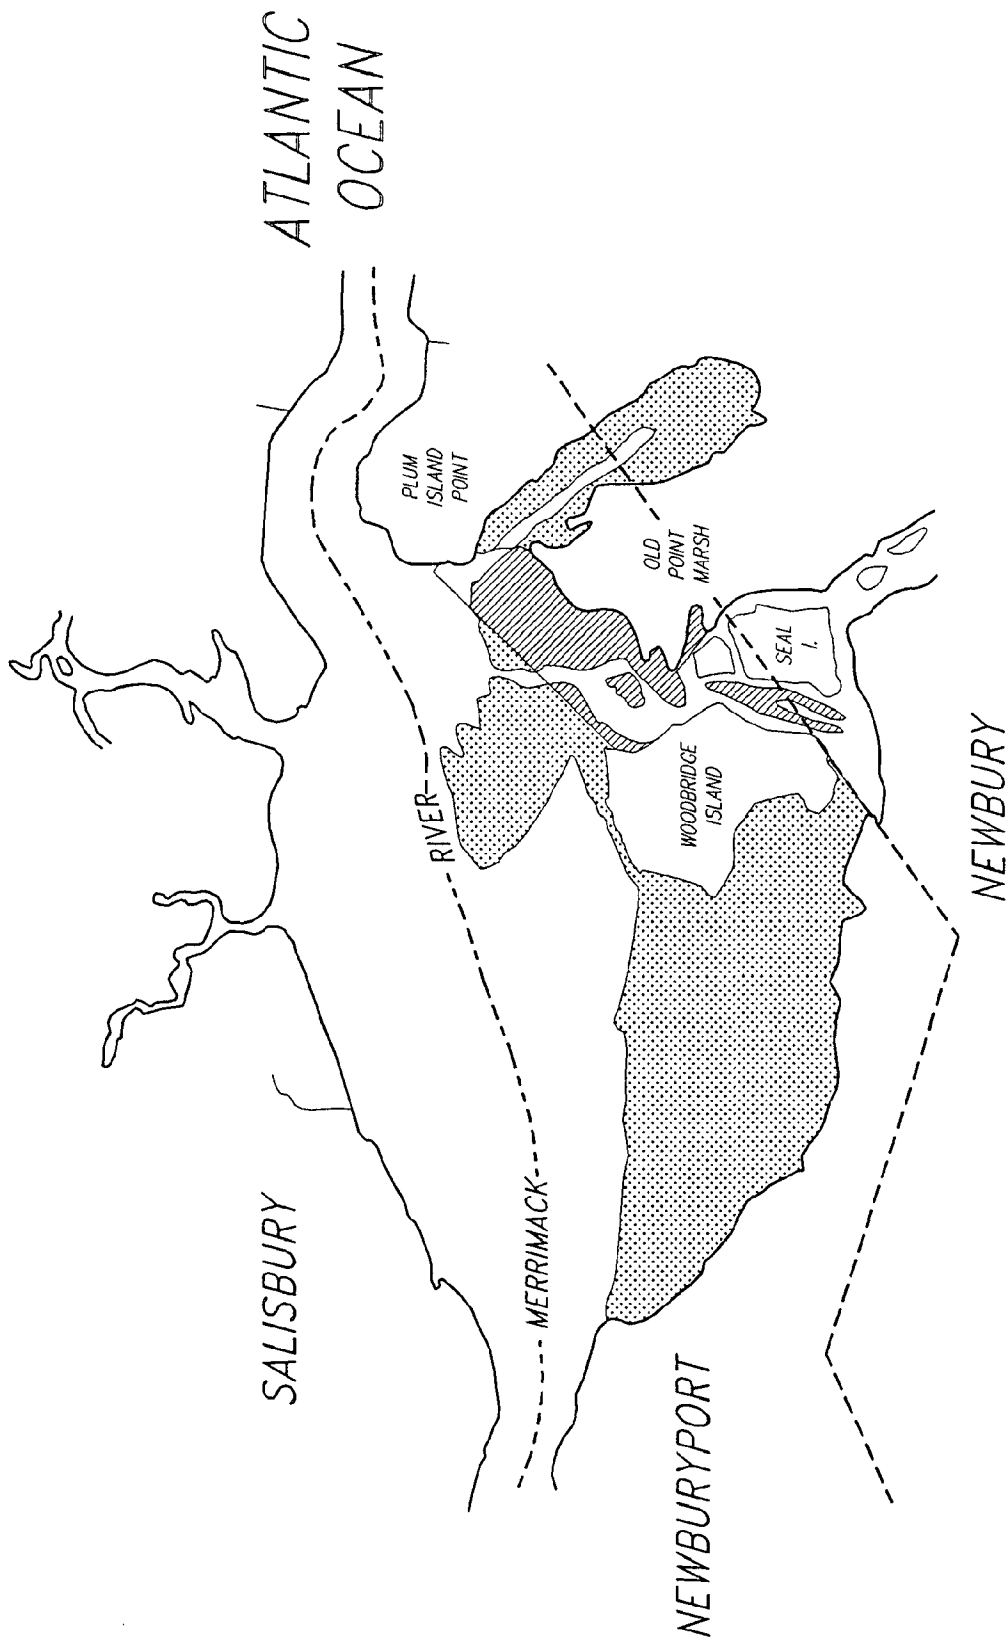 ATLANTIC
OCEAN
SALISBURY
PLUM
ISLAND
POINT
RIVER
MERRIMACK
OLD
POINT
MARSH
SEAL
I.
WOODBRIDGE
ISLAND
NEWBURYPORT
NEWBURY